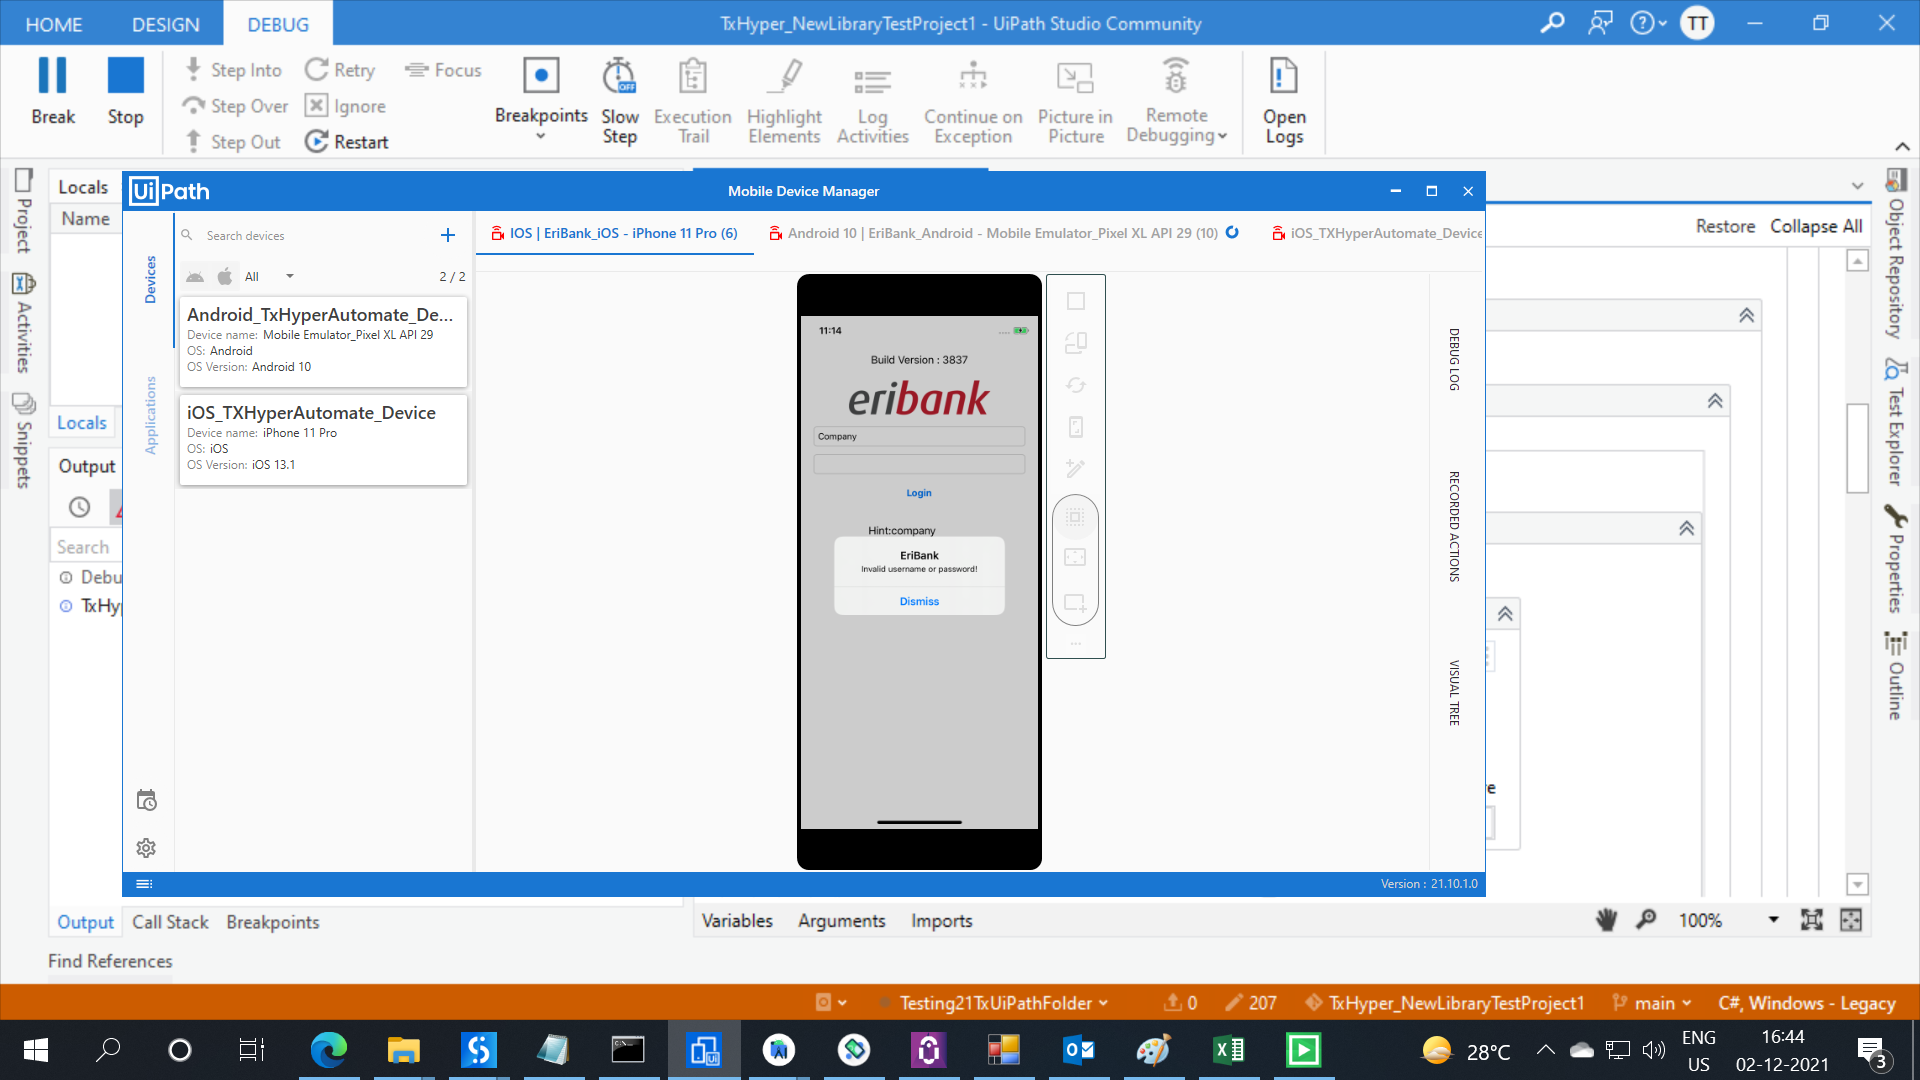 HOME DESIGN DEBUG
TxHyper_NewLibraryTestProject1 - UiPath Studio Community
TT
Break
Stop
Step Into
Step Over
Step Out
Retry
Ignore
Restart
Focus
Breakpoints
Slow
Step
OFF
Execution
Trail
Highlight
Elements
Log
Activities
Continue on
Exception
Picture in
Picture
Remote
Debugging
Open
Logs
Project
Activities
Snippets
Locals
Name
Locals
Output
Search
Debu
TxHy
UiPath
Mobile Device Manager
Devices
Applications
Search devices
All
2 / 2
Android_TxHyperAutomate_De...
Device name: Mobile Emulator_Pixel XL API 29
OS: Android
OS Version: Android 10
iOS_TXHyperAutomate_Device
Device name: iPhone 11 Pro
OS: iOS
OS Version: iOS 13.1
IOS | EriBank_iOS - iPhone 11 Pro (6)
Android 10 | EriBank_Android - Mobile Emulator_Pixel XL API 29 (10)
iOS_TXHyperAutomate_Device
11:14
Build Version : 3837
eribank
Company
Login
Hint:company
EriBank
Invalid username or password!
Dismiss
DEBUG LOG
RECORDED ACTIONS
VISUAL TREE
Version : 21.10.1.0
Restore Collapse All
Object Repository
Test Explorer
Properties
Outline
re
Output Call Stack Breakpoints
Variables Arguments Imports
100%
Find References
Testing21TxUiPathFolder
0
207
TxHyper_NewLibraryTestProject1
main
C#, Windows - Legacy
28°C
ENG
US
16:44
02-12-2021
3